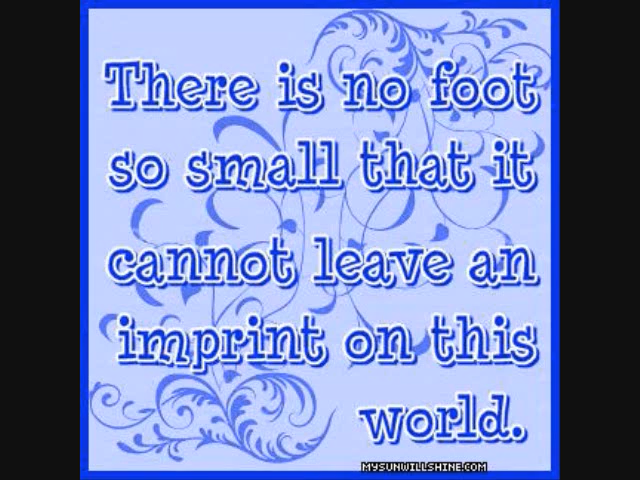 There is no foot
so small that it
cannot leave an
imprint on this
world.
MYSUNWILLSHINE.COM